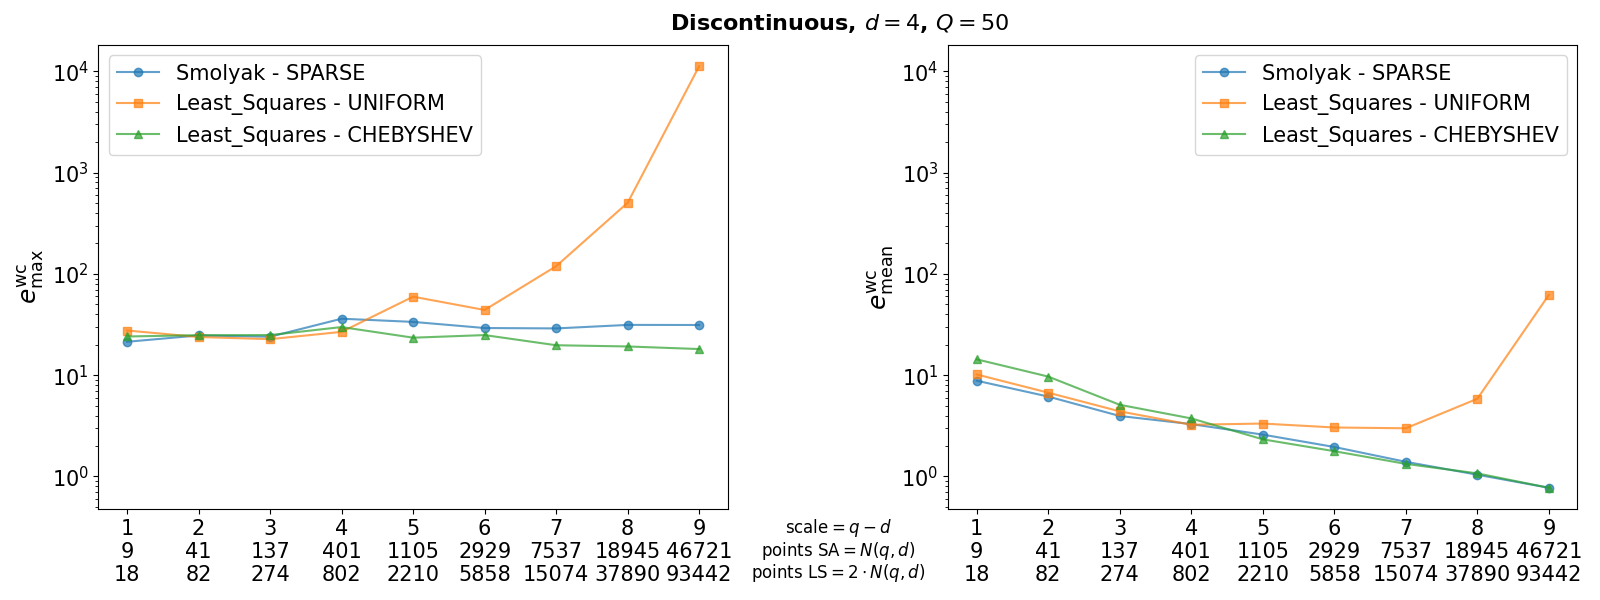 Discontinuous, d = 4, Q = 50
Smolyak - SPARSE
Least_Squares - UNIFORM
Least_Squares - CHEBYSHEV
10^4
10^3
10^2
10^1
10^0
e^wc_max
1 2 3 4 5 6 7 8 9
9 41 137 401 1105 2929 7537 18945 46721
18 82 274 802 2210 5858 15074 37890 93442
scale = q − d
points SA = N(q, d)
points LS = 2 · N(q, d)
Smolyak - SPARSE
Least_Squares - UNIFORM
Least_Squares - CHEBYSHEV
10^4
10^3
10^2
10^1
10^0
e^wc_mean
1 2 3 4 5 6 7 8 9
9 41 137 401 1105 2929 7537 18945 46721
18 82 274 802 2210 5858 15074 37890 93442